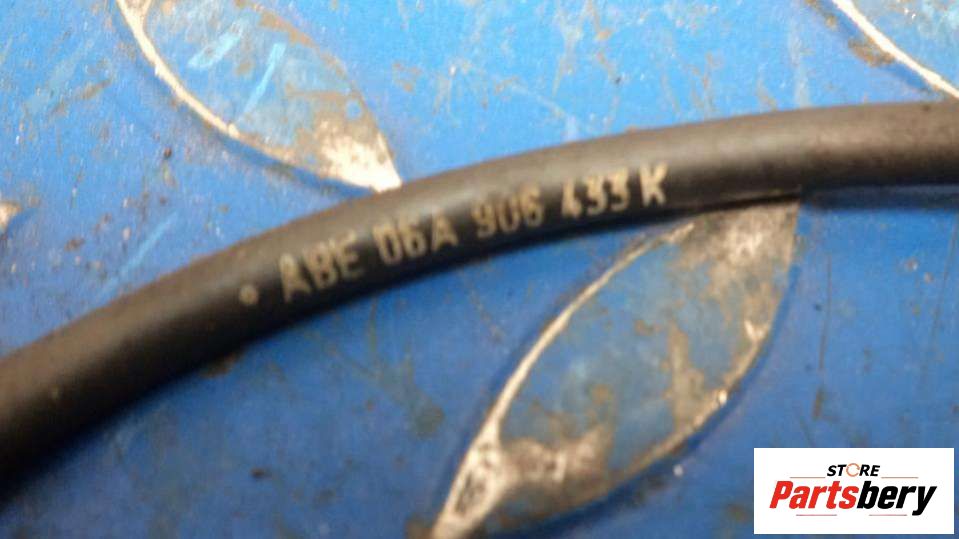 ABE 06A 906 433 K
STORE
Partsbery